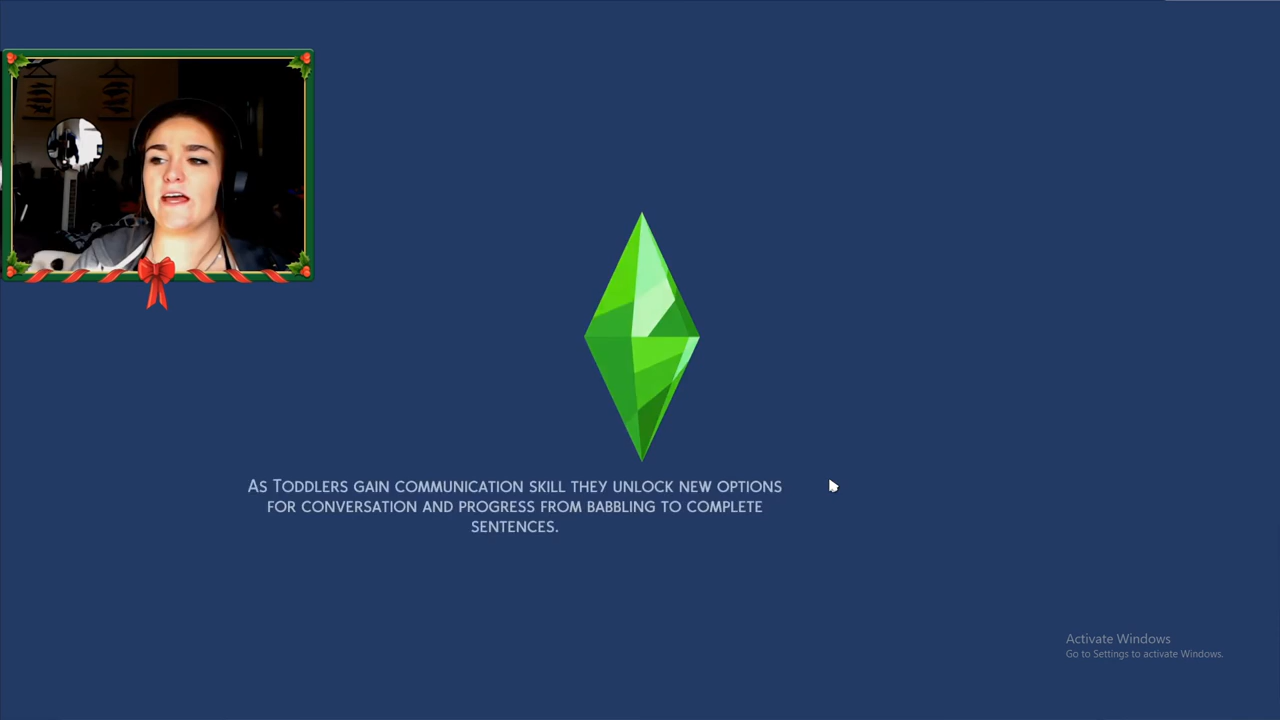 As Toddlers gain communication skill they unlock new options
for conversation and progress from babbling to complete
sentences.
Activate Windows
Go to Settings to activate Windows.